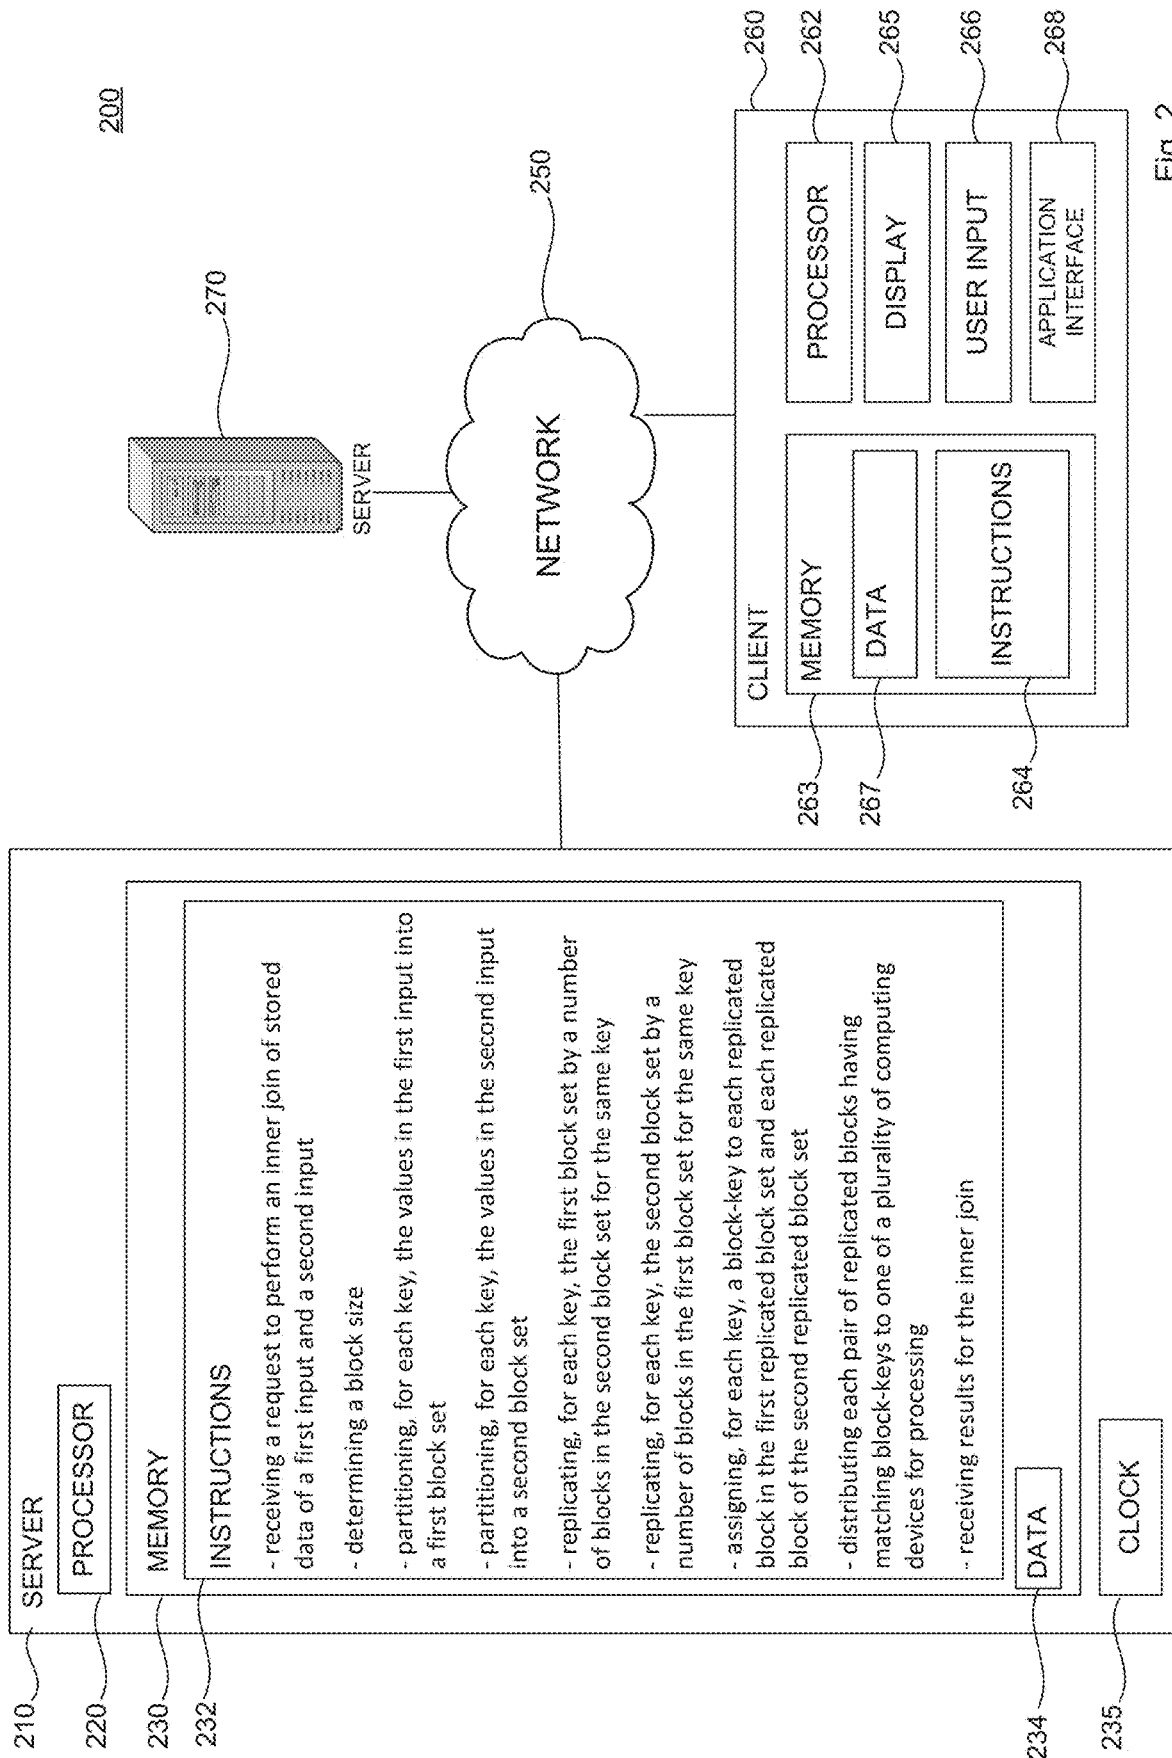 200
210
SERVER
220
PROCESSOR
230
MEMORY
232
INSTRUCTIONS
- receiving a request to perform an inner join of stored
data of a first input and a second input
- determining a block size
- partitioning, for each key, the values in the first input into
a first block set
- partitioning, for each key, the values in the second input
into a second block set
- replicating, for each key, the first block set by a number
of blocks in the second block set for the same key
- replicating, for each key, the second block set by a
number of blocks in the first block set for the same key
- assigning, for each key, a block-key to each replicated
block in the first replicated block set and each replicated
block of the second replicated block set
- distributing each pair of replicated blocks having
matching block-keys to one of a plurality of computing
devices for processing
- receiving results for the inner join
234
DATA
235
CLOCK
270
SERVER
250
NETWORK
CLIENT
260
263
MEMORY
267
DATA
264
INSTRUCTIONS
PROCESSOR
262
DISPLAY
265
USER INPUT
266
APPLICATION
INTERFACE
268
Fig. 2